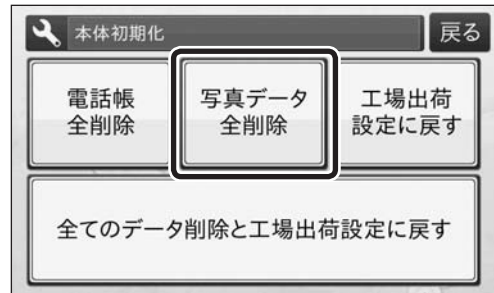 本体初期化
戻る
電話帳
全削除
写真データ
全削除
工場出荷
設定に戻す
全てのデータ削除と工場出荷設定に戻す